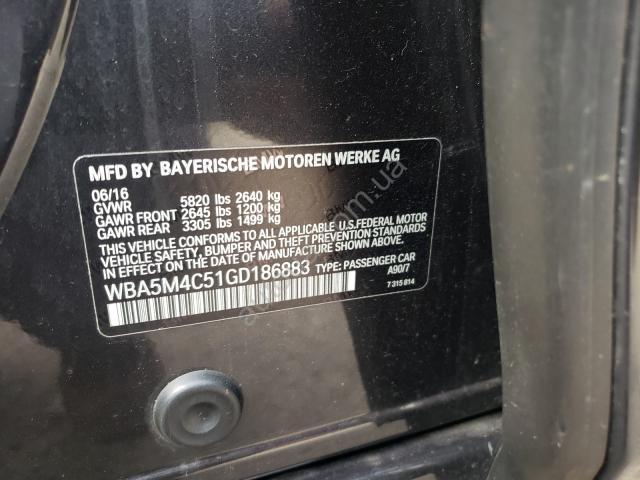 MFD BY BAYERISCHE MOTOREN WERKE AG
06/16
GVWR 5820 lbs 2640 kg
GAWR FRONT 2645 lbs 1200 kg
GAWR REAR 3305 lbs 1499 kg
THIS VEHICLE CONFORMS TO ALL APPLICABLE U.S.FEDERAL MOTOR
VEHICLE SAFETY, BUMPER AND THEFT PREVENTION STANDARDS
IN EFFECT ON THE DATE OF MANUFACTURE SHOWN ABOVE.
WBA5M4C51GD186883 TYPE: PASSENGER CAR
A90/7
7 315 814